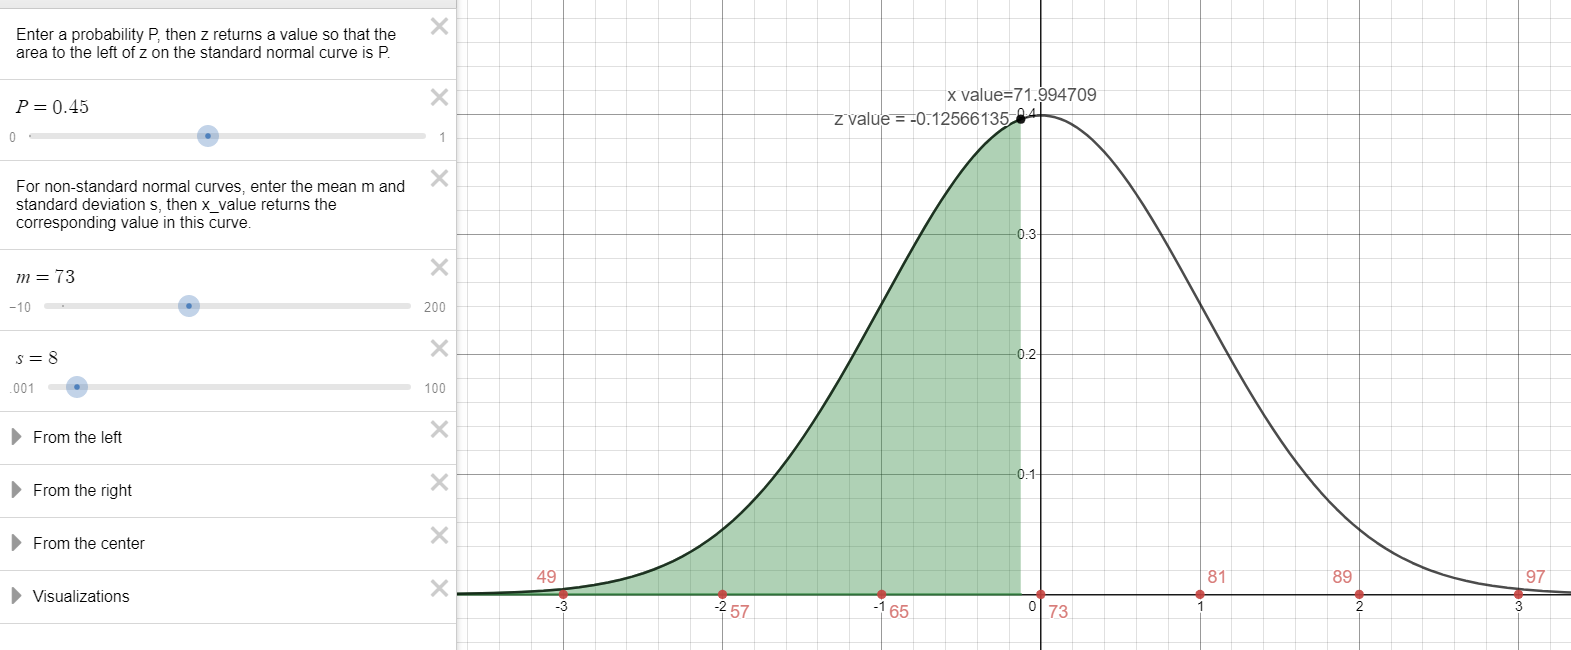 Enter a probability P, then z returns a value so that the
area to the left of z on the standard normal curve is P.
P = 0.45
0
1
For non-standard normal curves, enter the mean m and
standard deviation s, then x_value returns the
corresponding value in this curve.
m = 73
−10
200
s = 8
.001
100
From the left
From the right
From the center
Visualizations
x value=71.994709
z value = -0.12566135
0.4
0.3
0.2
0.1
49
81
89
97
-3
-2
-1
0
1
2
3
57
65
73